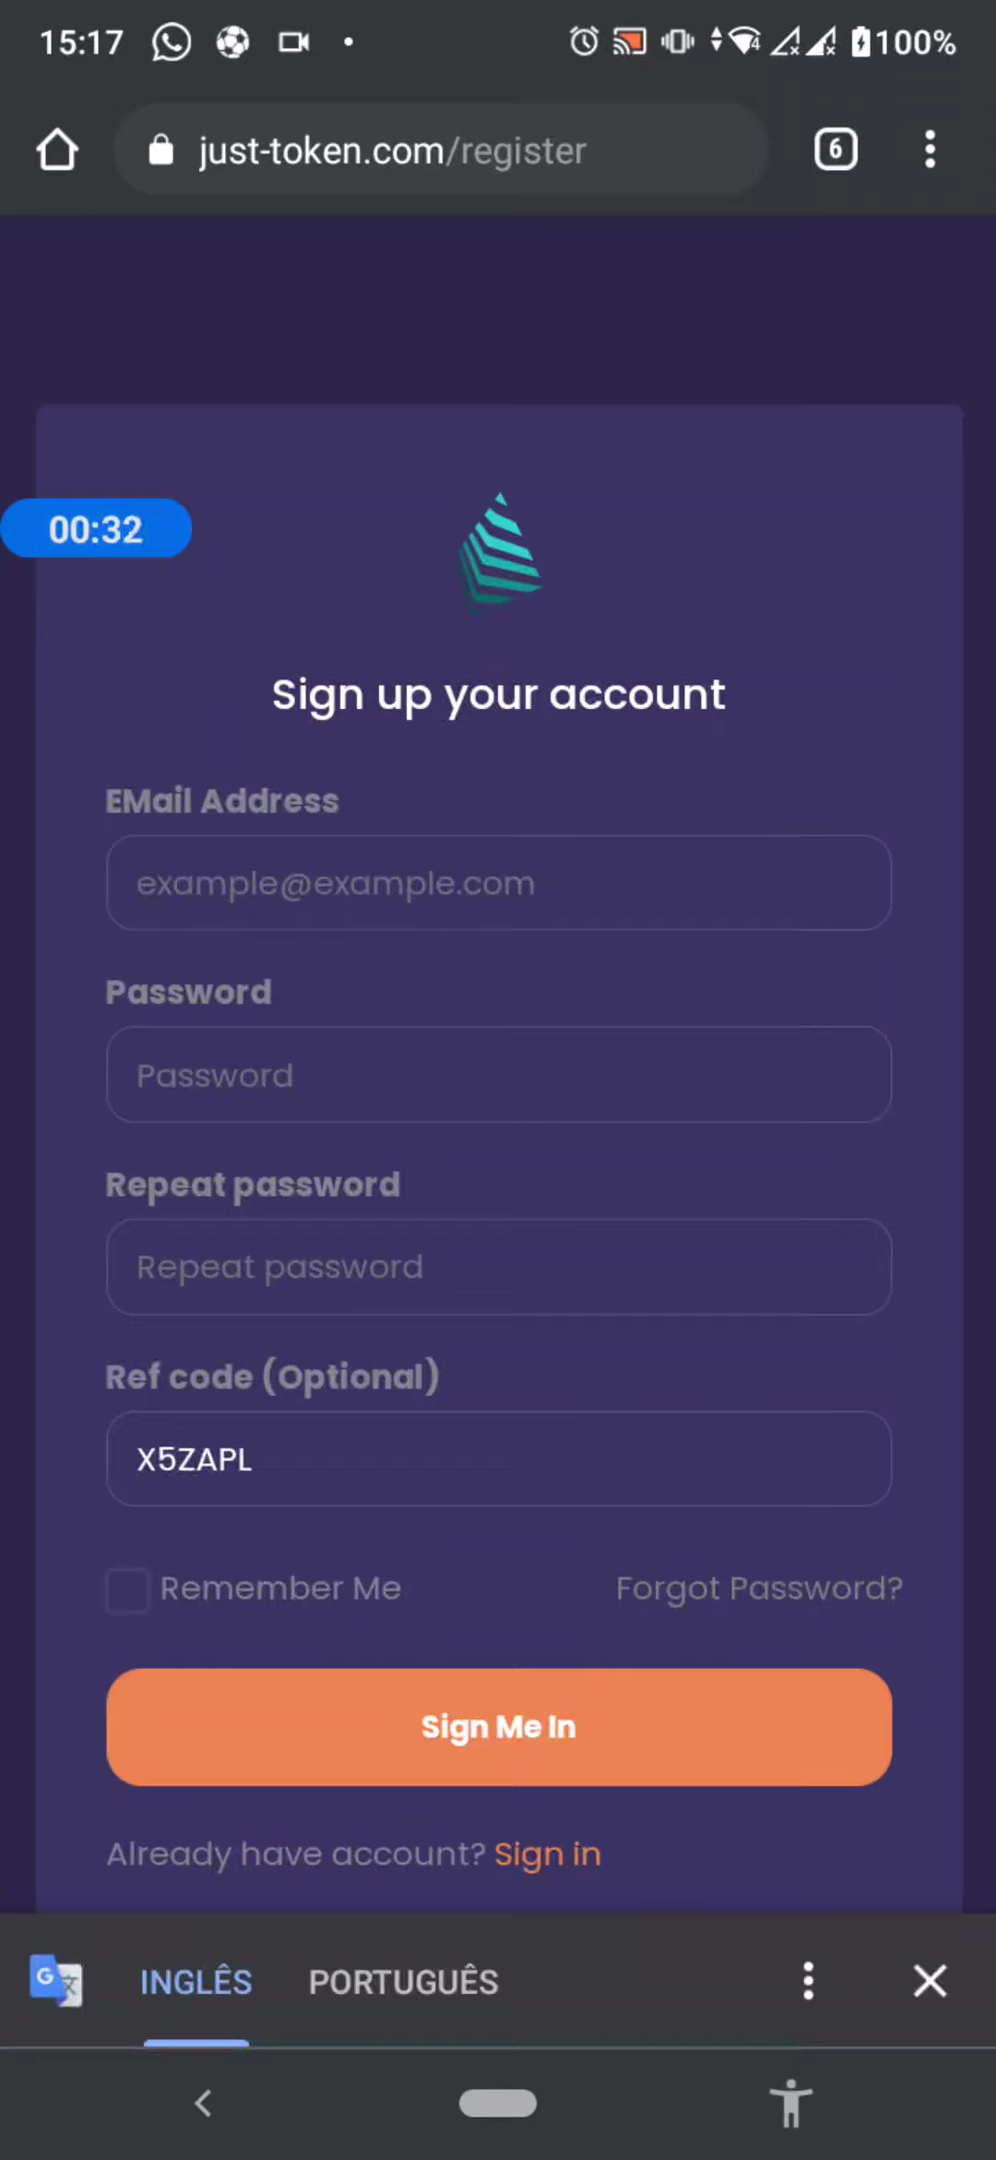 15:17 100%
just-token.com/register 6
00:32
Sign up your account
EMail Address
example@example.com
Password
Password
Repeat password
Repeat password
Ref code (Optional)
X5ZAPL
Remember Me Forgot Password?
Sign Me In
Already have account? Sign in
G 文 INGLÊS PORTUGUÊS